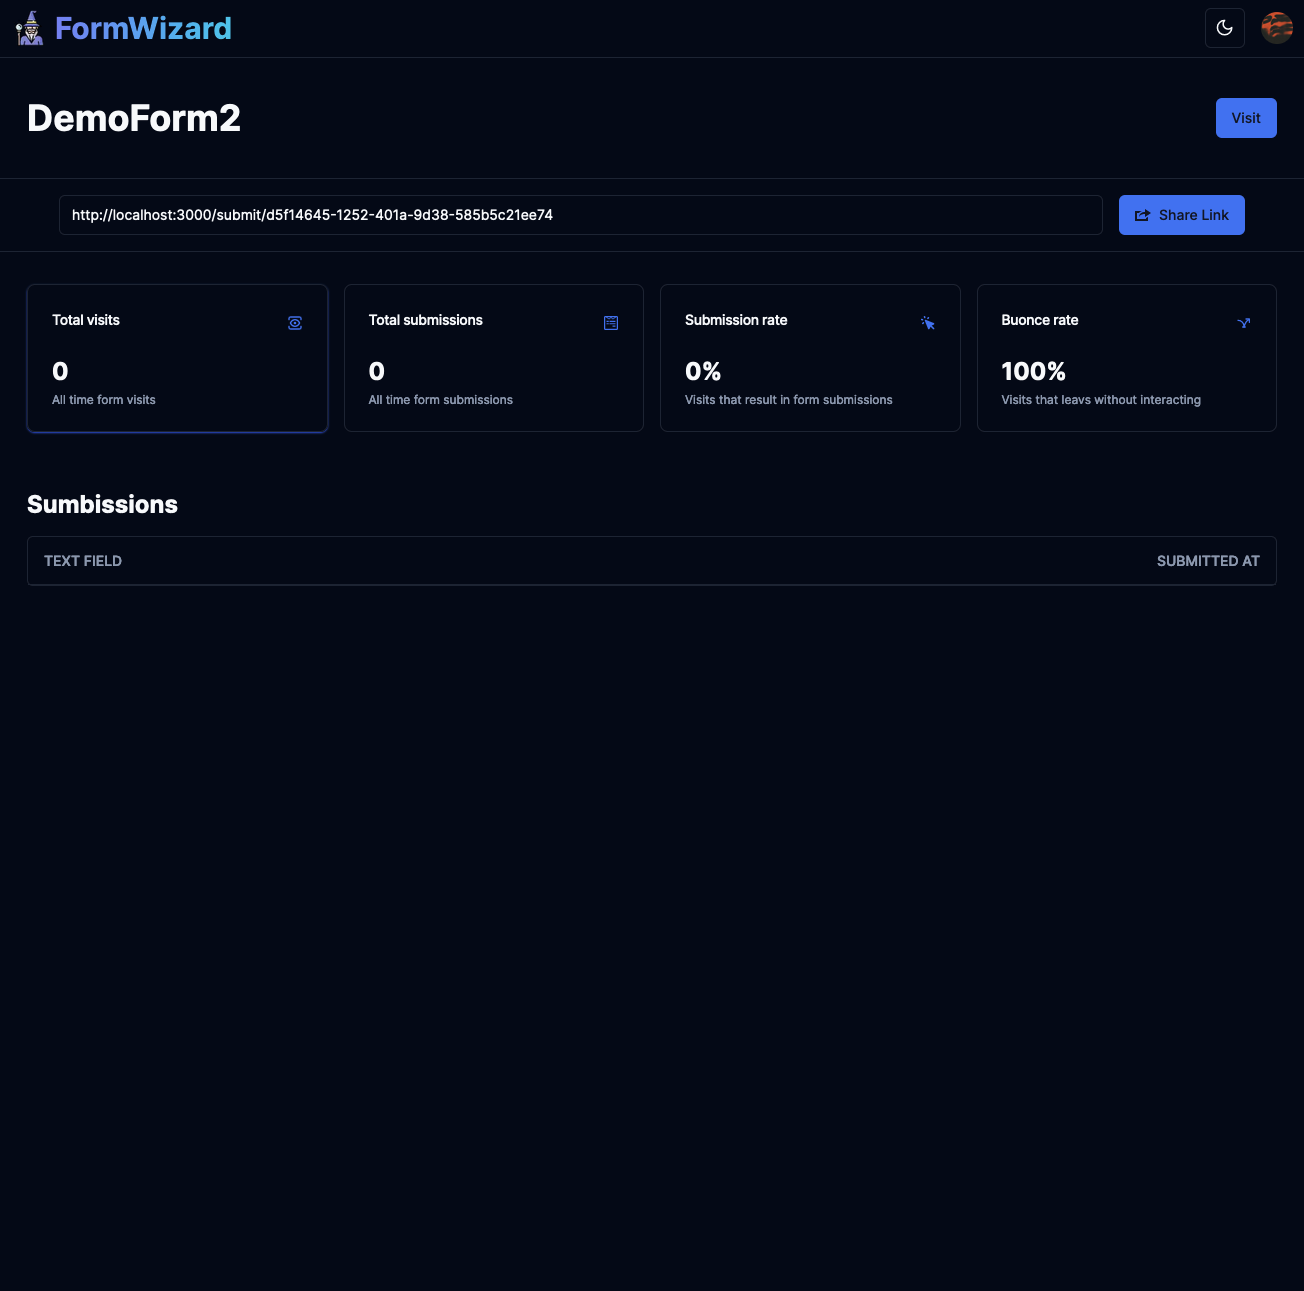 FormWizard
DemoForm2
Visit
http://localhost:3000/submit/d5f14645-1252-401a-9d38-585b5c21ee74
Share Link
Total visits
0
All time form visits
Total submissions
0
All time form submissions
Submission rate
0%
Visits that result in form submissions
Buonce rate
100%
Visits that leavs without interacting
Sumbissions
TEXT FIELD
SUBMITTED AT